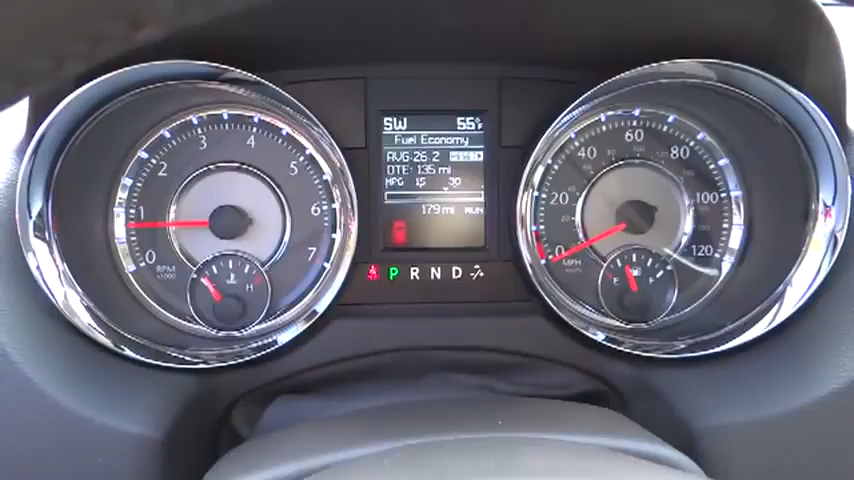 SW 55°F
Fuel Economy
AVG:26.2
DTE: 135 mi
MPG 15 30
179 mi RUN
P R N D
0 1 2 3 4 5 6 7
RPM
x1000
H
0 20 40 60 80 100 120
MPH
E F